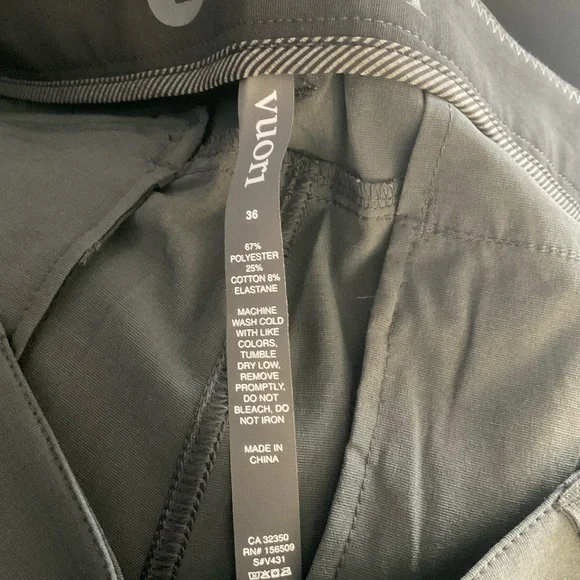 vuori
36
67%
POLYESTER
25%
COTTON 8%
ELASTANE
MACHINE
WASH COLD
WITH LIKE
COLORS,
TUMBLE
DRY LOW,
REMOVE
PROMPTLY,
DO NOT
BLEACH, DO
NOT IRON
MADE IN
CHINA
CA 32350
RN# 156509
S#V431